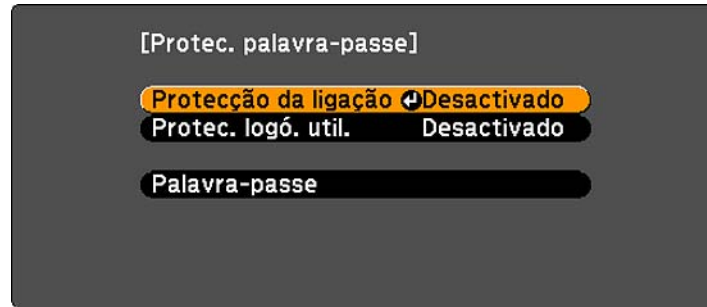 [Protec. palavra-passe]
Protecção da ligação Desactivado
Protec. logó. util. Desactivado
Palavra-passe